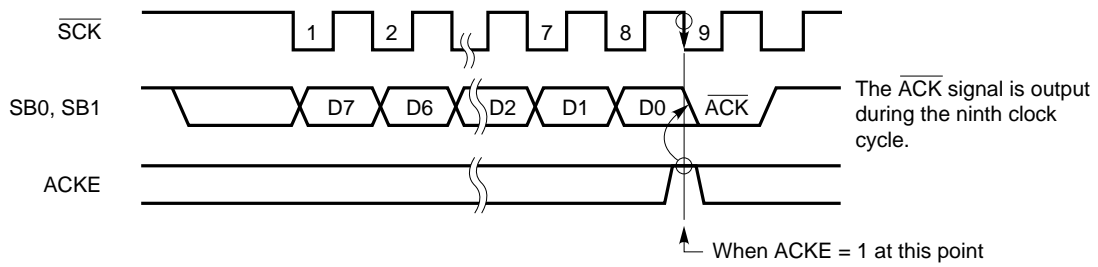 SCK 1 2 7 8 9
SB0, SB1 D7 D6 D2 D1 D0 ACK
The ACK signal is output
during the ninth clock
cycle.
ACKE
When ACKE = 1 at this point